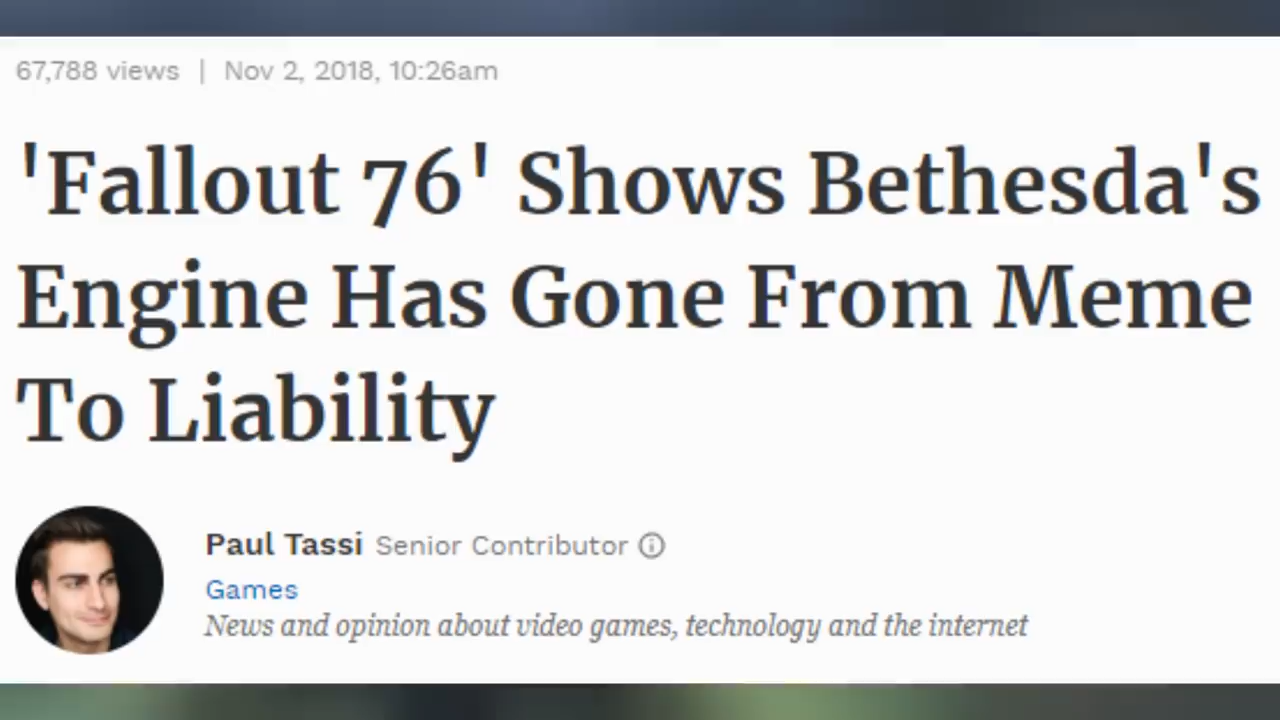 67,788 views | Nov 2, 2018, 10:26am
'Fallout 76' Shows Bethesda's
Engine Has Gone From Meme
To Liability
Paul Tassi Senior Contributor
Games
News and opinion about video games, technology and the internet